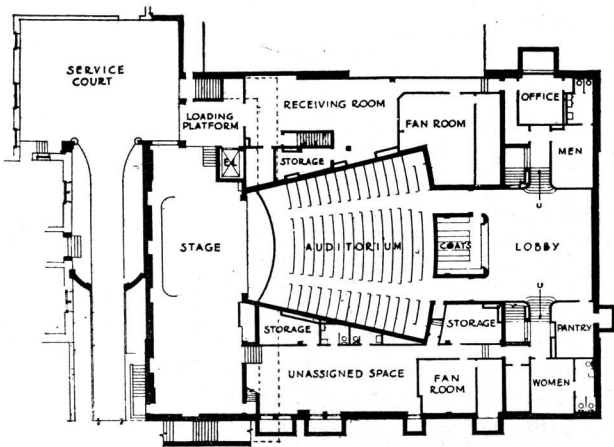 SERVICE
COURT
OFFICE
RECEIVING ROOM
LOADING
PLATFORM
FAN ROOM
MEN
EL
STORAGE
STAGE
AUDITORIUM
COATS
LOBBY
U
U
STORAGE
STORAGE
PANTRY
UNASSIGNED SPACE
FAN
ROOM
WOMEN